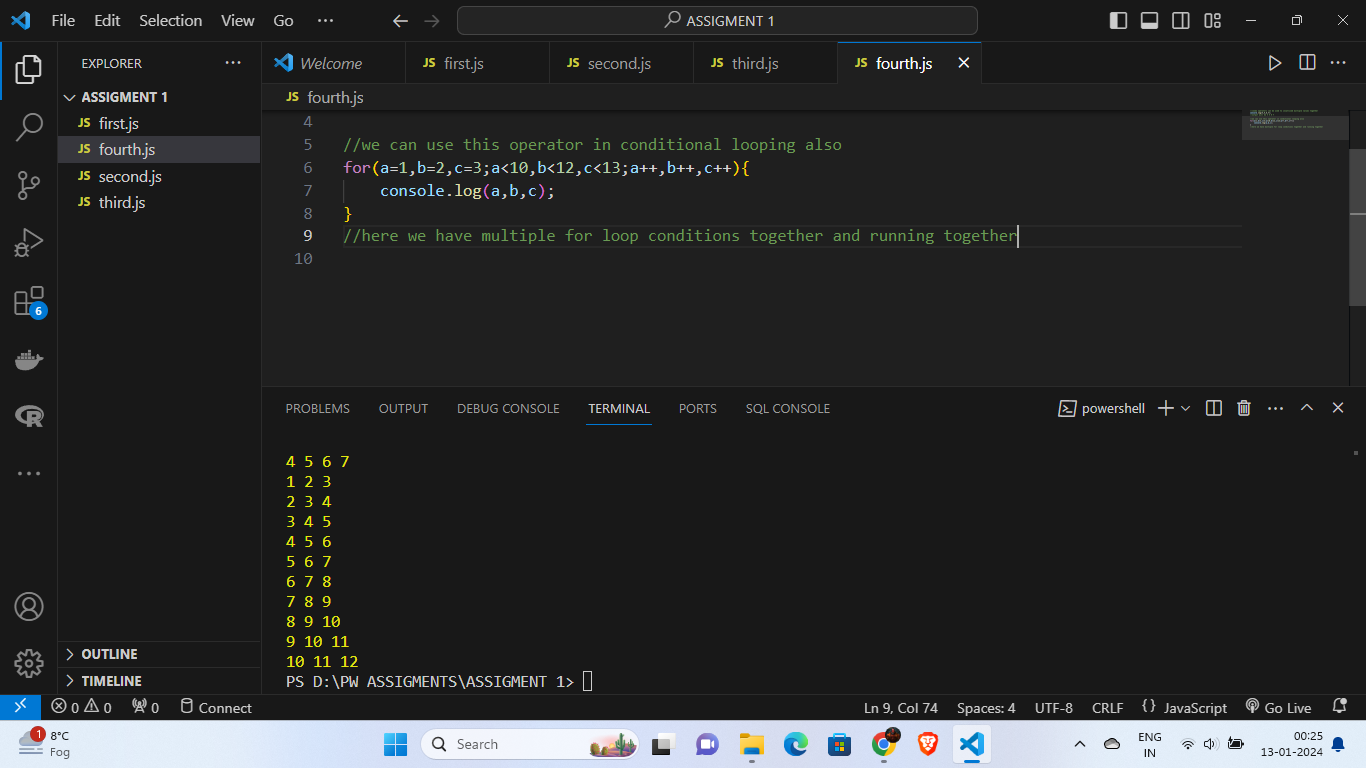 File Edit Selection View Go ··· ASSIGMENT 1
EXPLORER ···
Welcome JS first.js JS second.js JS third.js JS fourth.js
ASSIGMENT 1
JS first.js
JS fourth.js
JS second.js
JS third.js
JS fourth.js
4
5 //we can use this operator in conditional looping also
6 for(a=1,b=2,c=3;a<10,b<12,c<13;a++,b++,c++){
7 console.log(a,b,c);
8 }
9 //here we have multiple for loop conditions together and running together
10
6
PROBLEMS OUTPUT DEBUG CONSOLE TERMINAL PORTS SQL CONSOLE powershell
4 5 6 7
1 2 3
2 3 4
3 4 5
4 5 6
5 6 7
6 7 8
7 8 9
8 9 10
9 10 11
10 11 12
PS D:\PW ASSIGMENTS\ASSIGMENT 1>
OUTLINE
TIMELINE
0 0 0 Connect Ln 9, Col 74 Spaces: 4 UTF-8 CRLF {} JavaScript Go Live
1 8°C
Fog
Search
ENG
IN
00:25
13-01-2024